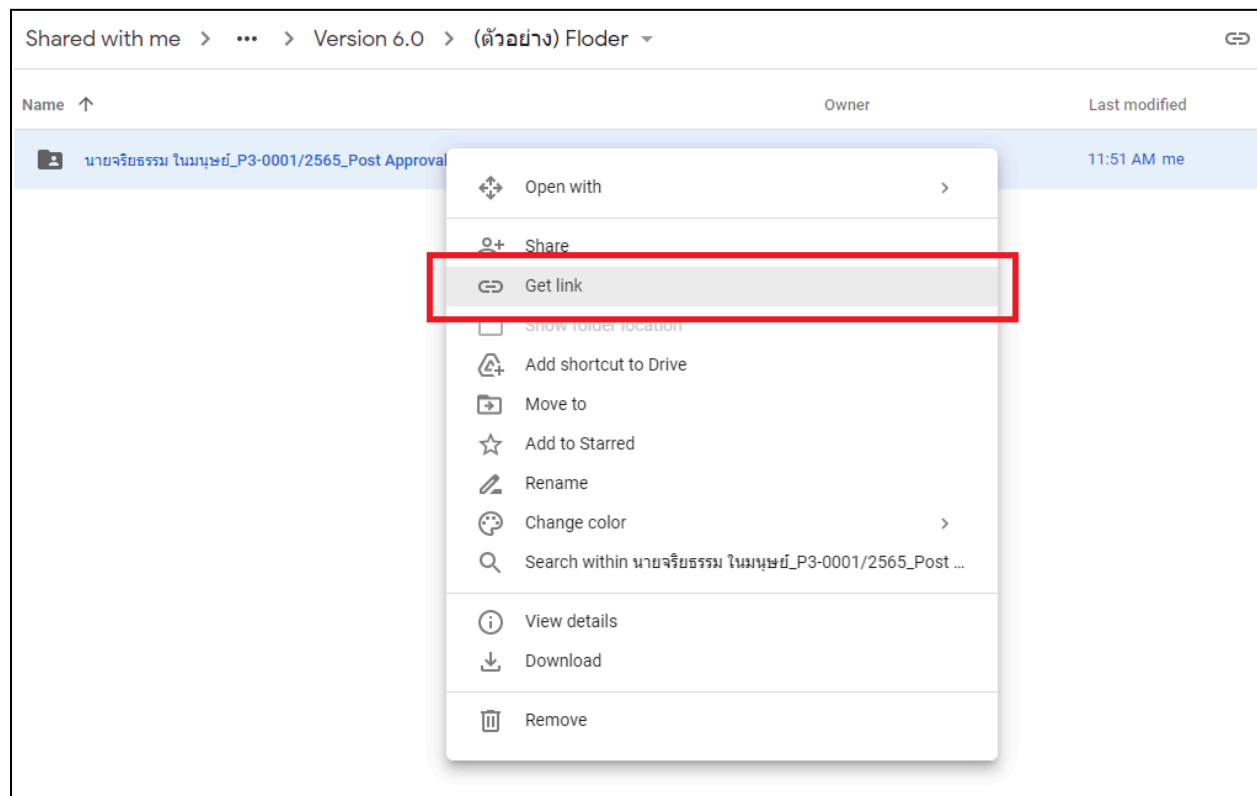 Shared with me > ••• > Version 6.0 > (ตัวอย่าง) Floder
Name Owner Last modified
นายจริยธรรม ในมนุษย์_P3-0001/2565_Post Approval 11:51 AM me
Open with
Share
Get link
Show folder location
Add shortcut to Drive
Move to
Add to Starred
Rename
Change color
Search within นายจริยธรรม ในมนุษย์_P3-0001/2565_Post ...
View details
Download
Remove